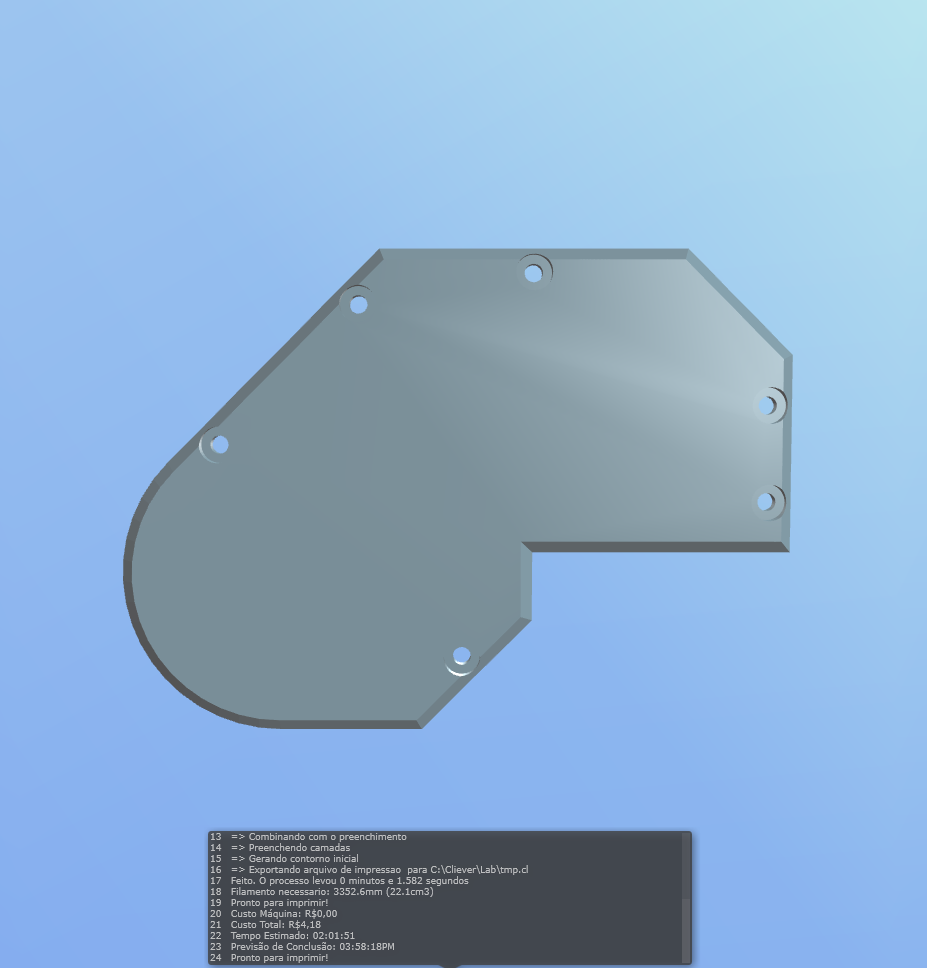 13 => Combinando com o preenchimento
14 => Preenchendo camadas
15 => Gerando contorno inicial
16 => Exportando arquivo de impressao  para C:\Cliever\Lab\tmp.cl
17 Feito. O processo levou 0 minutos e 1.582 segundos
18 Filamento necessario: 3352.6mm (22.1cm3)
19 Pronto para imprimir!
20 Custo Máquina: R$0,00
21 Custo Total: R$4,18
22 Tempo Estimado: 02:01:51
23 Previsão de Conclusão: 03:58:18PM
24 Pronto para imprimir!